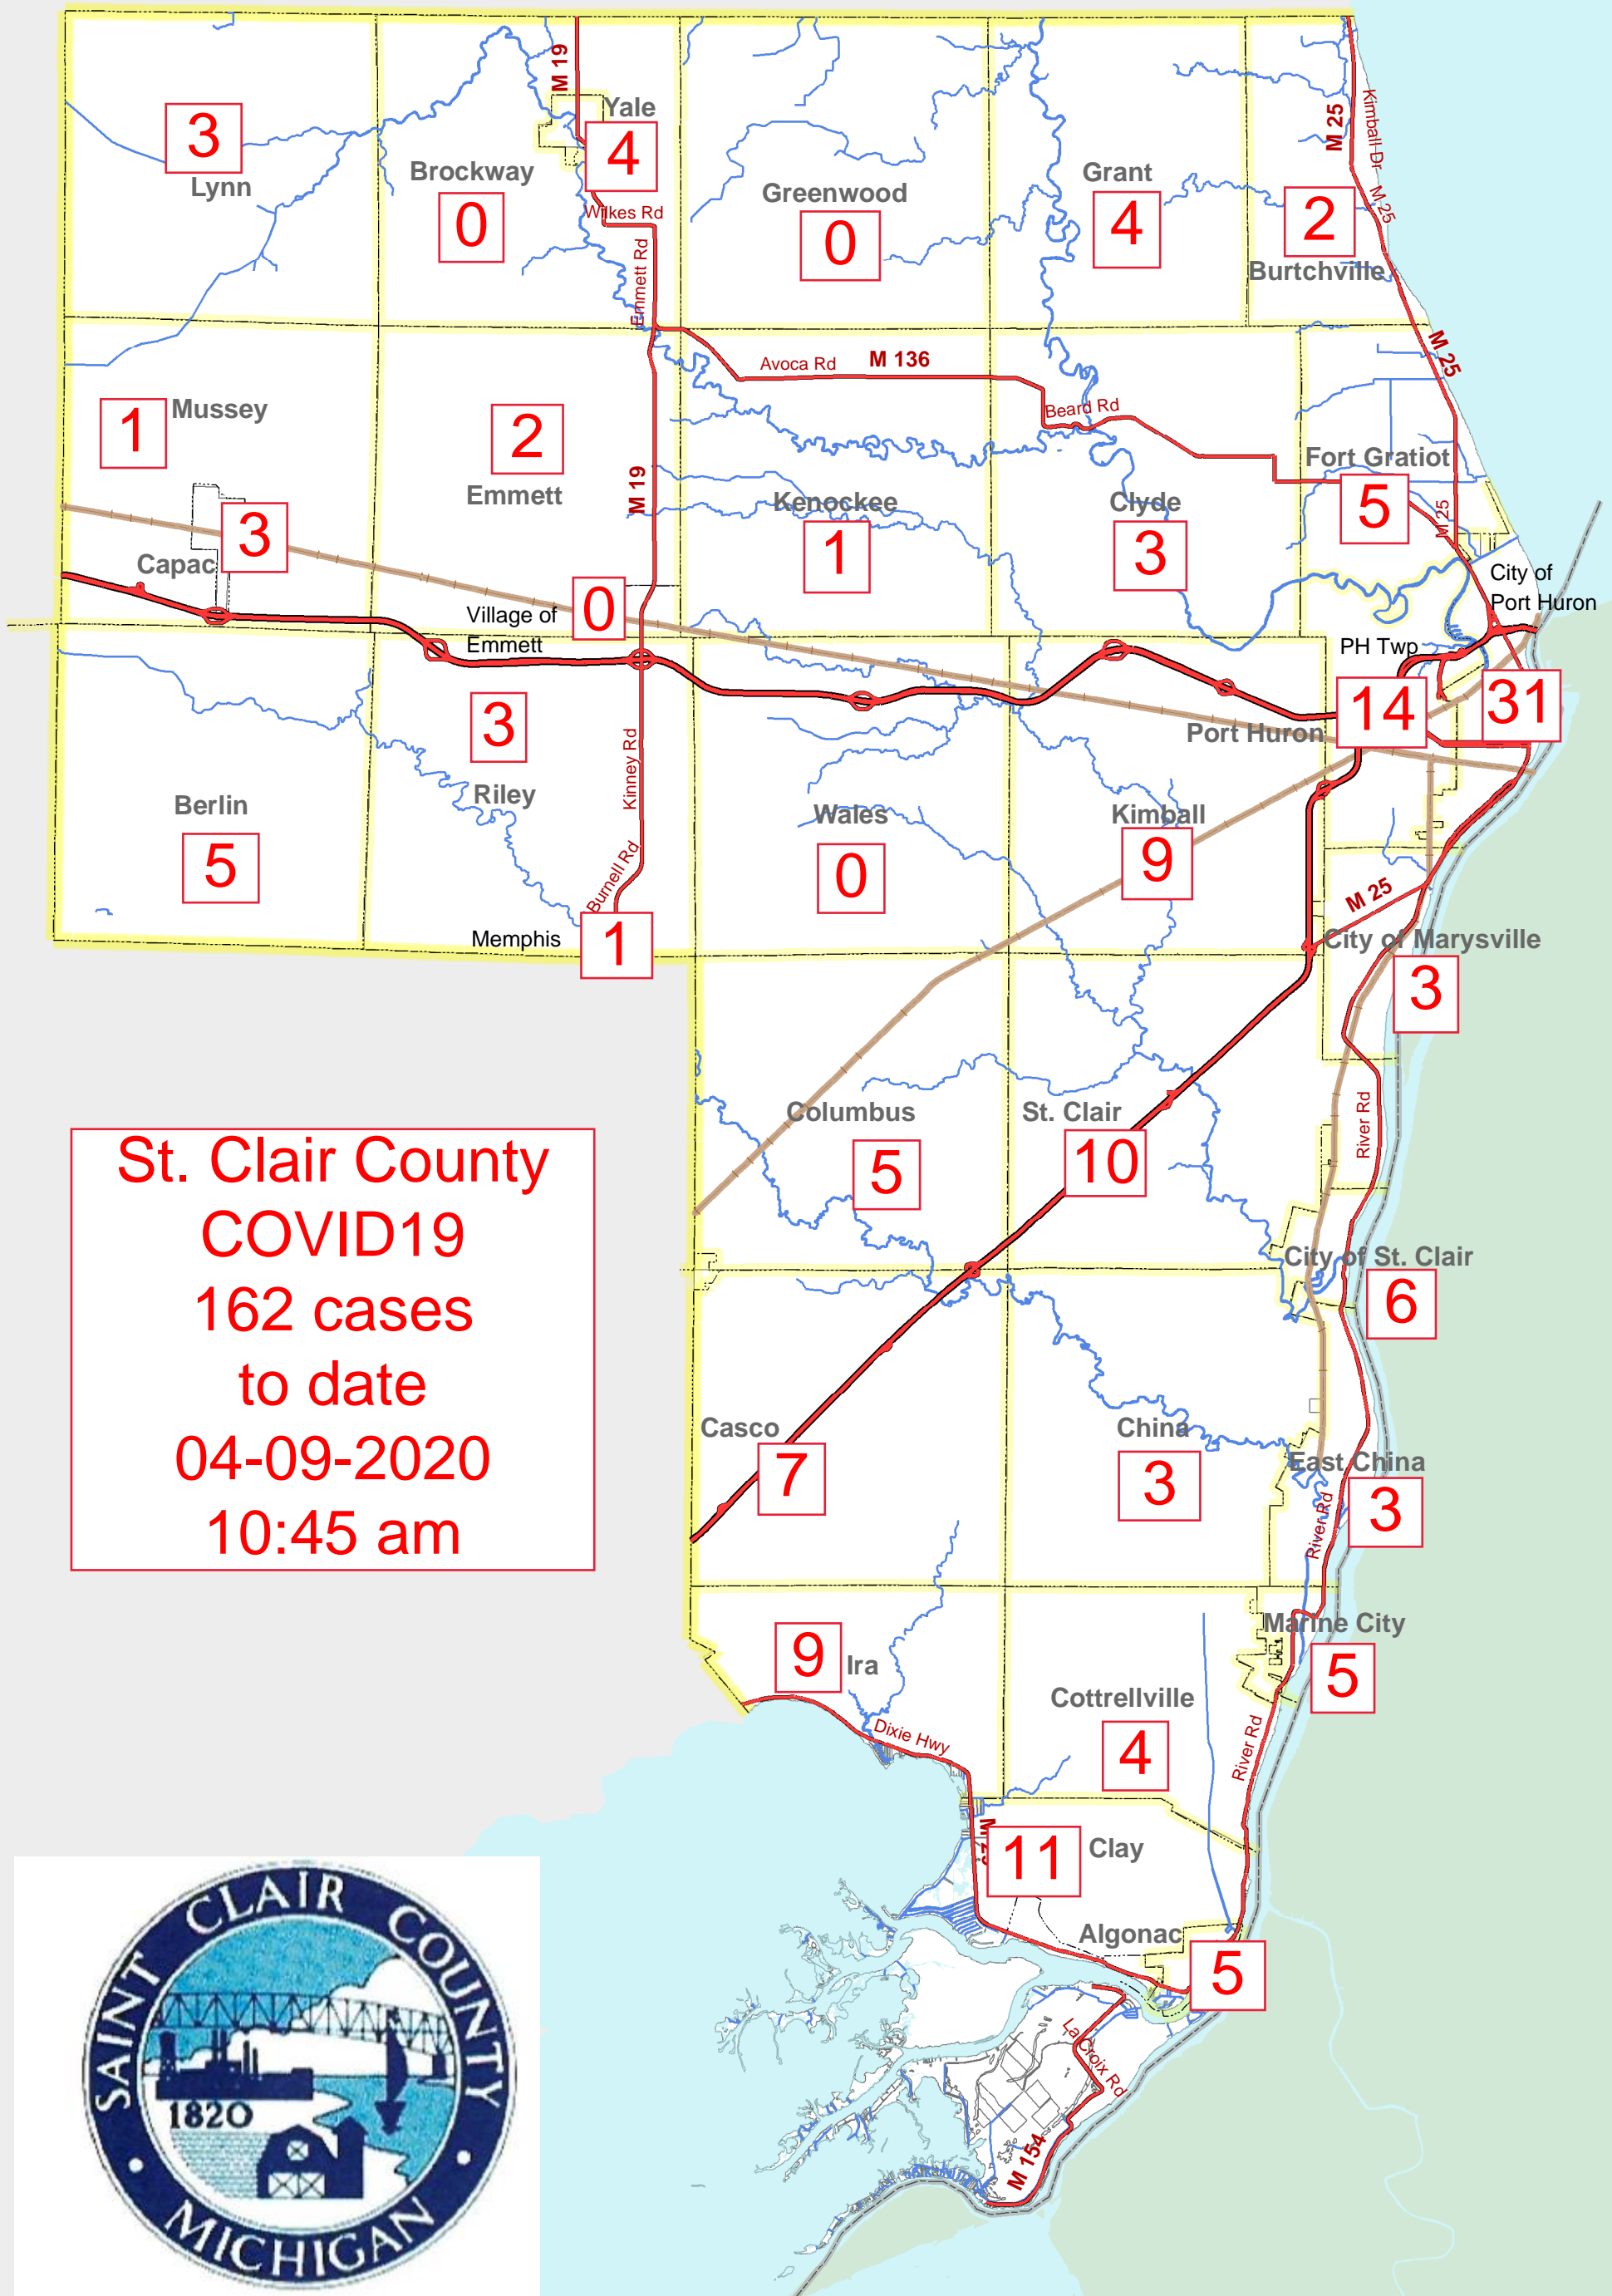 M 19
Yale
4
3
Lynn
Brockway
0
Wilkes Rd
Emmett Rd
Greenwood
0
Grant
4
M 25
Kimball Dr
M 25
2
Burtchville
Avoca Rd
M 136
M 25
Beard Rd
1
Mussey
2
Emmett
M 19
Kenockee
1
Clyde
3
Fort Gratiot
5
M 25
3
Capac
0
Village of
Emmett
City of
Port Huron
PH Twp
14
31
Port Huron
3
Riley
Kinney Rd
Berlin
5
Burnell Rd
Memphis
1
Wales
0
Kimball
9
M 25
City of Marysville
3
River Rd
Columbus
5
St. Clair
10
St. Clair County
COVID19
162 cases
to date
04-09-2020
10:45 am
City of St. Clair
6
Casco
7
China
3
East China
3
River Rd
Marine City
5
9
Ira
Dixie Hwy
Cottrellville
4
River Rd
11
Clay
Algonac
5
La Croix Rd
M 154
SAINT CLAIR COUNTY
1820
MICHIGAN